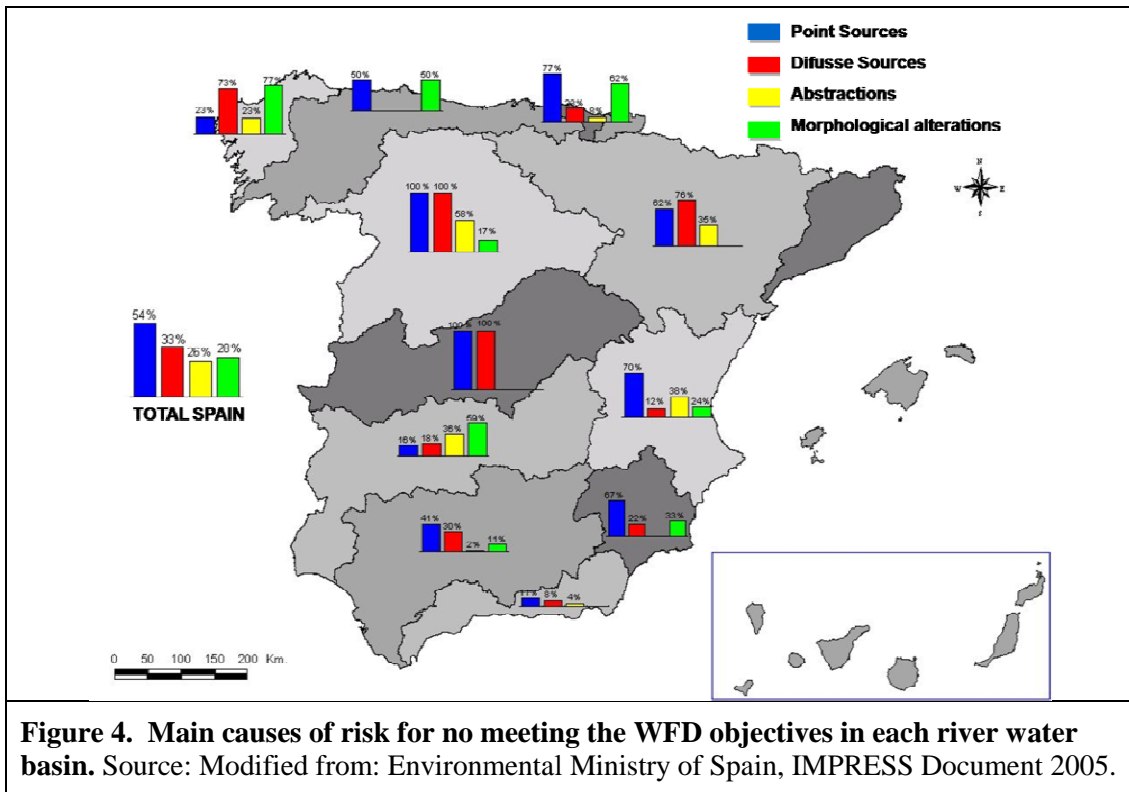 Point Sources
Difusse Sources
Abstractions
Morphological alterations
23% 73% 23% 77%
50% 50%
77% 8% 62%
N
W E
S
100 % 100 % 58% 17%
62% 76% 35%
54% 33% 26% 28%
TOTAL SPAIN
100% 100%
70% 12% 38% 24%
18% 36% 59%
67% 22% 33%
41% 30% 2% 11%
8% 4%
0 50 100 150 200 Km.
Figure 4. Main causes of risk for no meeting the WFD objectives in each river water
basin. Source: Modified from: Environmental Ministry of Spain, IMPRESS Document 2005.